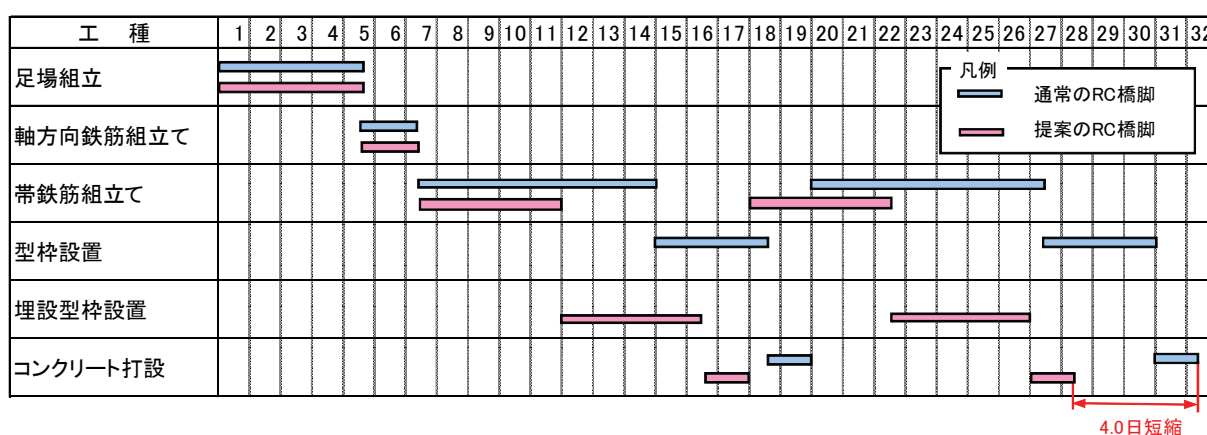 工 種 1 2 3 4 5 6 7 8 9 10 11 12 13 14 15 16 17 18 19 20 21 22 23 24 25 26 27 28 29 30 31 32
足場組立
凡例
通常のRC橋脚
提案のRC橋脚
軸方向鉄筋組立て
帯鉄筋組立て
型枠設置
埋設型枠設置
コンクリート打設
4.0日短縮